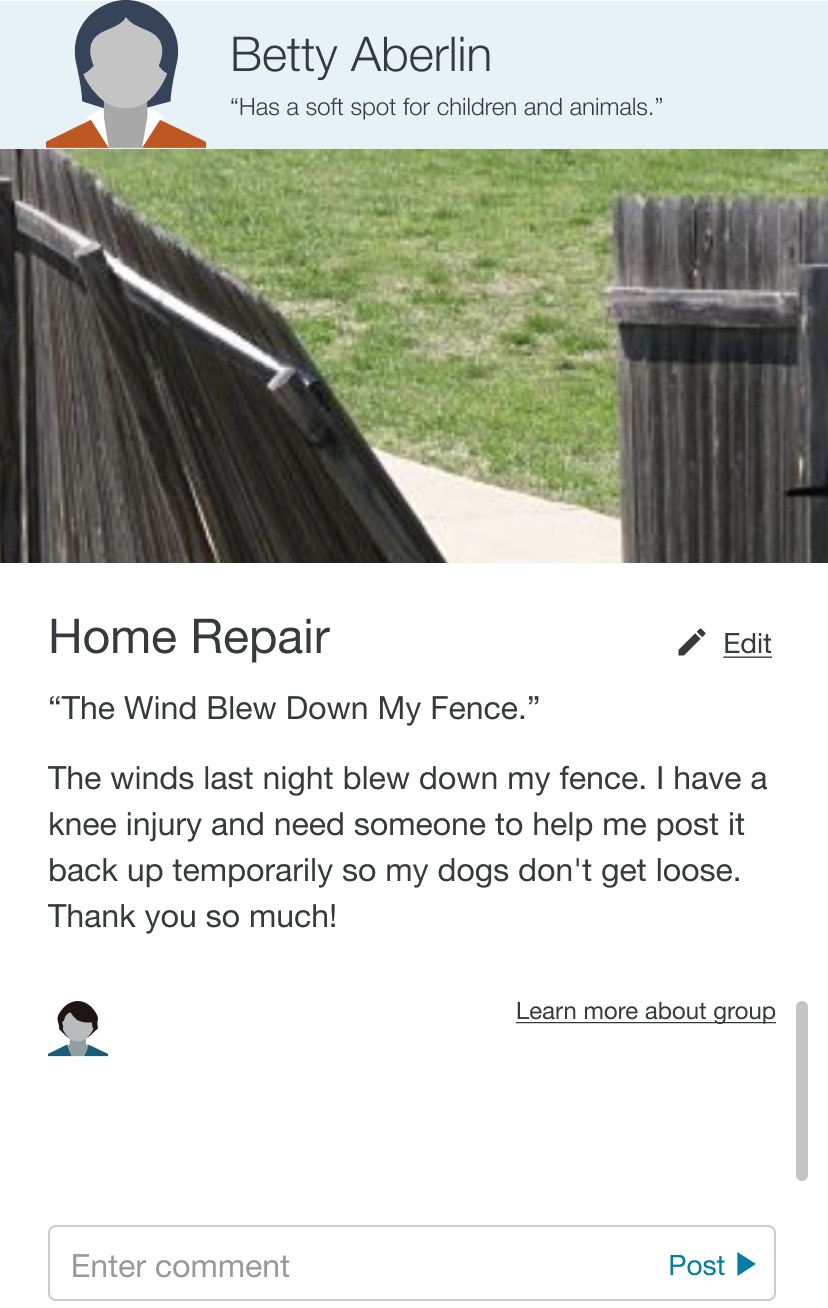 Betty Aberlin
“Has a soft spot for children and animals.”
Home Repair
Edit
“The Wind Blew Down My Fence.”
The winds last night blew down my fence. I have a
knee injury and need someone to help me post it
back up temporarily so my dogs don't get loose.
Thank you so much!
Learn more about group
Enter comment
Post